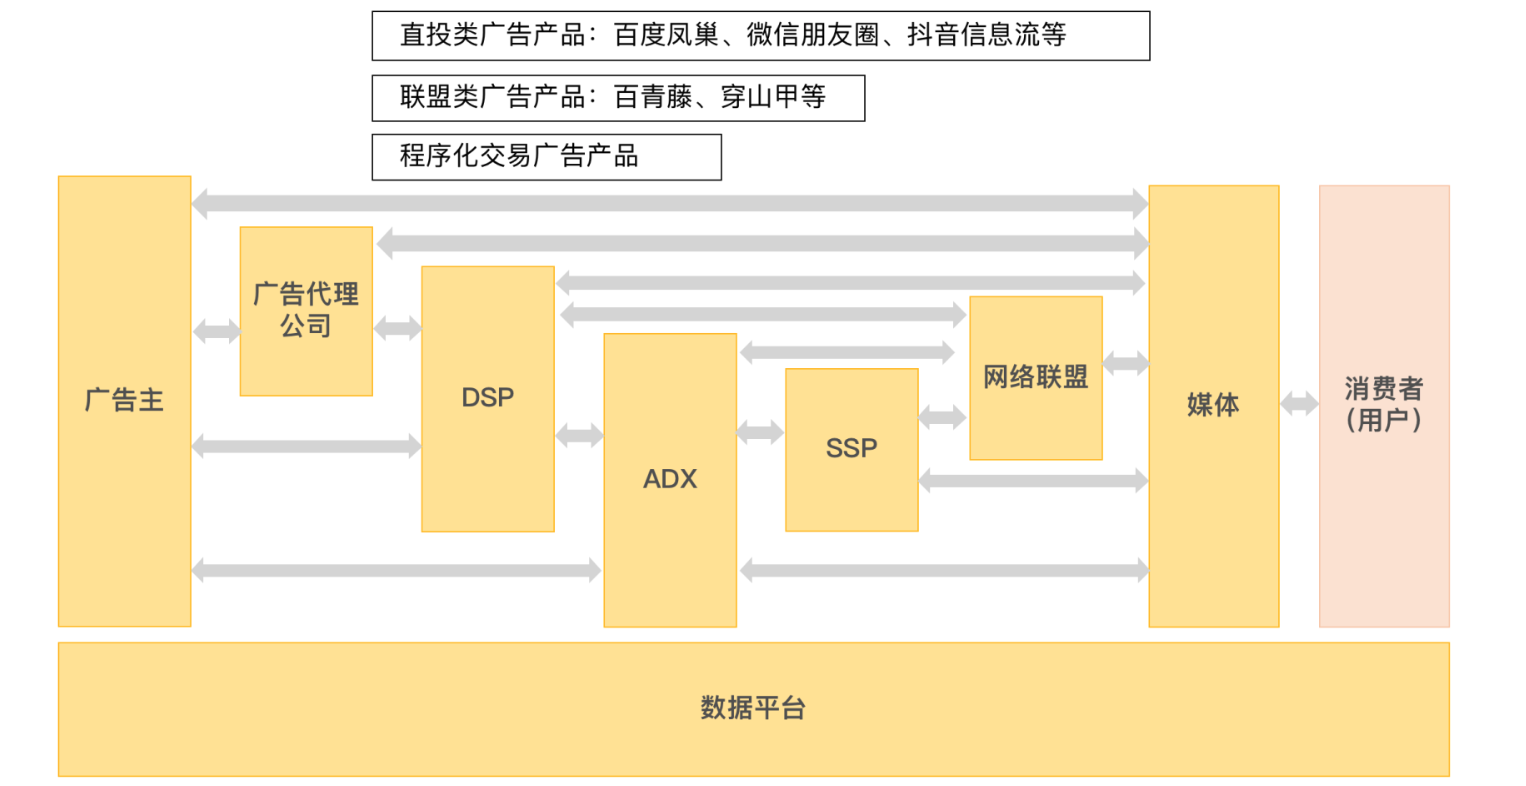 直投类广告产品：百度凤巢、微信朋友圈、抖音信息流等
联盟类广告产品：百青藤、穿山甲等
程序化交易广告产品
广告主
广告代理
公司
DSP
ADX
SSP
网络联盟
媒体
消费者
（用户）
数据平台